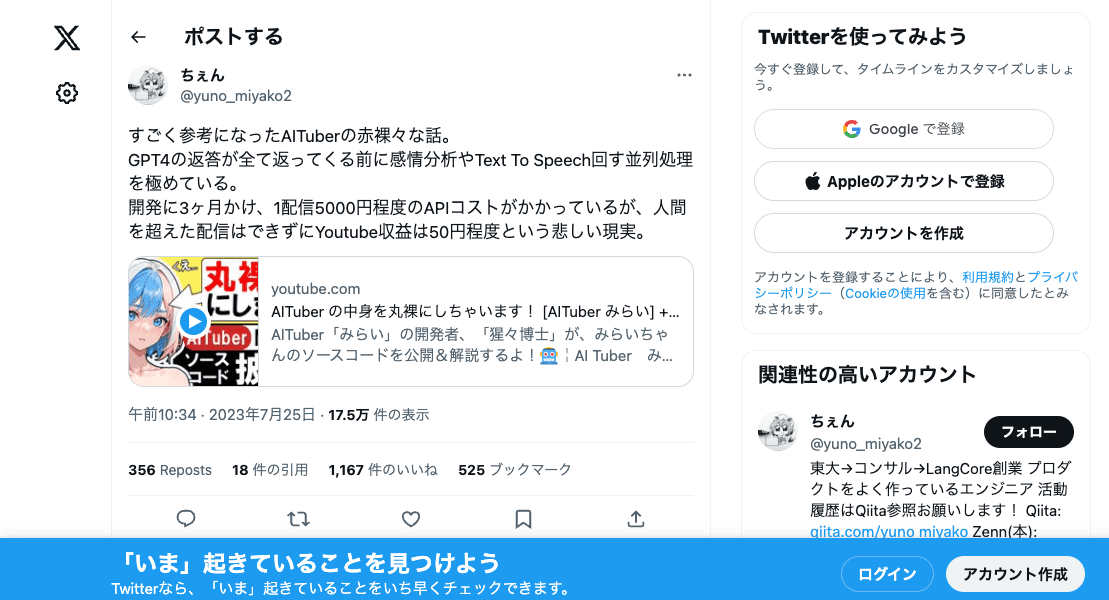 ポストする
ちぇん
@yuno_miyako2
すごく参考になったAITuberの赤裸々な話。
GPT4の返答が全て返ってくる前に感情分析やText To Speech回す並列処理
を極めている。
開発に3ヶ月かけ、1配信5000円程度のAPIコストがかかっているが、人間
を超えた配信はできずにYoutube収益は50円程度という悲しい現実。
ぐえ…
丸裸
にし
AITuber
ソース
コード
youtube.com
AITuber の中身を丸裸にしちゃいます！ [AITuber みらい] +...
AITuber「みらい」の開発者、「猩々博士」が、みらいちゃ
んのソースコードを公開＆解説するよ！🤖¦ AI Tuber　み...
午前10:34 · 2023年7月25日 · 17.5万 件の表示
356 Reposts 18 件の引用 1,167 件のいいね 525 ブックマーク
Twitterを使ってみよう
今すぐ登録して、タイムラインをカスタマイズしましょ
う。
Google で登録
Appleのアカウントで登録
アカウントを作成
アカウントを登録することにより、利用規約とプライバ
シーポリシー（Cookieの使用を含む）に同意したとみ
なされます。
関連性の高いアカウント
ちぇん
@yuno_miyako2
フォロー
東大→コンサル→LangCore創業 プロダ
クトをよく作っているエンジニア 活動
履歴はQiita参照お願いします！ Qiita:
qiita.com/yuno_miyako Zenn(本):
「いま」起きていることを見つけよう
Twitterなら、「いま」起きていることをいち早くチェックできます。
ログイン
アカウント作成